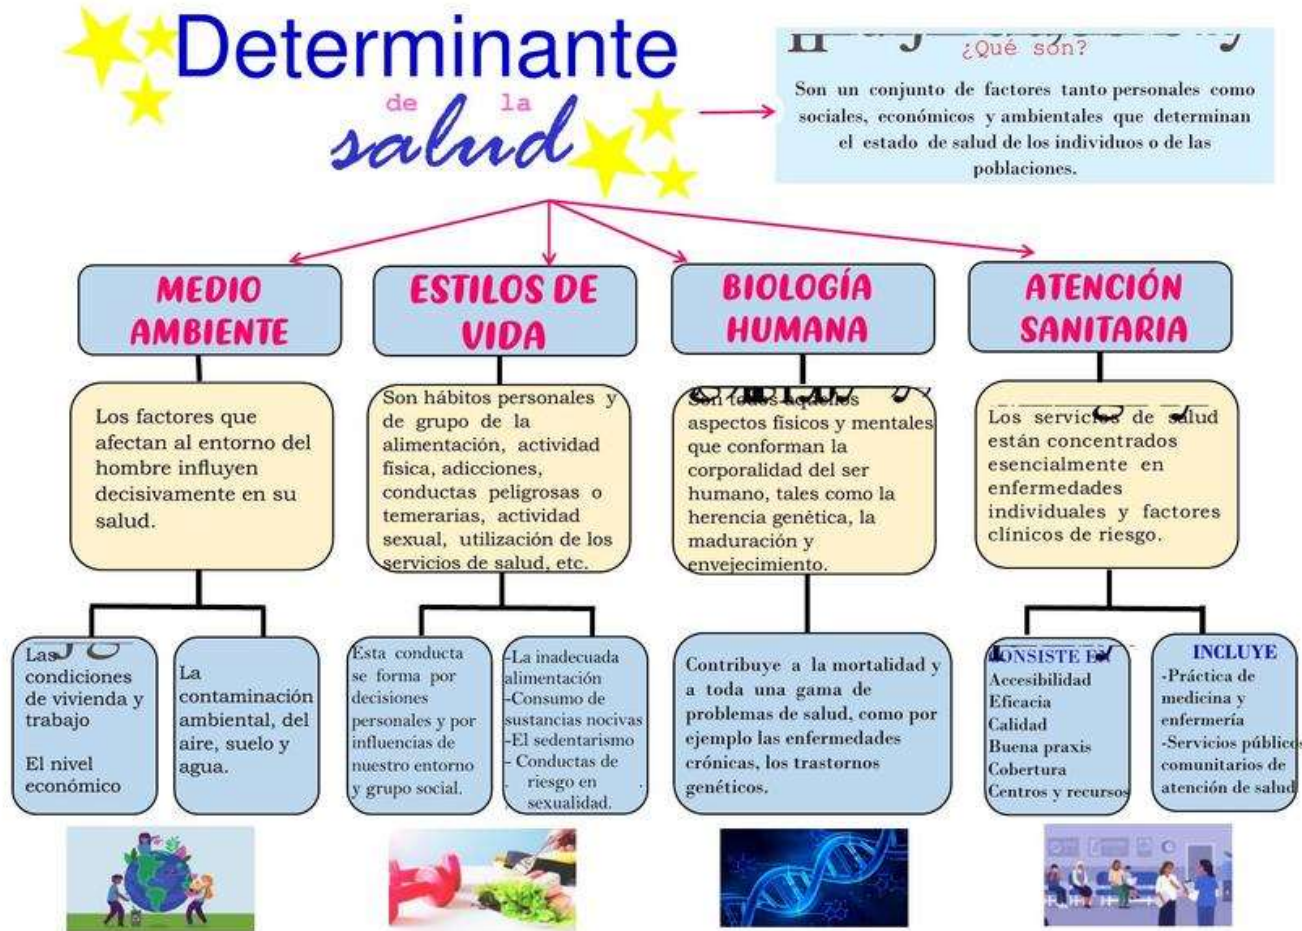 Determinante
de la
salud
¿Qué son?
Son un conjunto de factores tanto personales como
sociales, económicos y ambientales que determinan
el estado de salud de los individuos o de las
poblaciones.
MEDIO
AMBIENTE
Los factores que
afectan al entorno del
hombre influyen
decisivamente en su
salud.
Las
condiciones
de vivienda y
trabajo
El nivel
económico
La
contaminación
ambiental, del
aire, suelo y
agua.
ESTILOS DE
VIDA
Son hábitos personales y
de grupo de la
alimentación, actividad
física, adicciones,
conductas peligrosas o
temerarias, actividad
sexual, utilización de los
servicios de salud, etc.
Esta conducta
se forma por
decisiones
personales y por
influencias de
nuestro entorno
y grupo social.
-La inadecuada
alimentación
-Consumo de
sustancias nocivas
-El sedentarismo
- Conductas de
riesgo en
sexualidad.
BIOLOGÍA
HUMANA
Son todos aquellos
aspectos físicos y mentales
que conforman la
corporalidad del ser
humano, tales como la
herencia genética, la
maduración y
envejecimiento.
Contribuye a la mortalidad y
a toda una gama de
problemas de salud, como por
ejemplo las enfermedades
crónicas, los trastornos
genéticos.
ATENCIÓN
SANITARIA
Los servicios de salud
están concentrados
esencialmente en
enfermedades
individuales y factores
clínicos de riesgo.
CONSISTE EN
Accesibilidad
Eficacia
Calidad
Buena praxis
Cobertura
Centros y recursos
INCLUYE
-Práctica de
medicina y
enfermería
-Servicios públicos
comunitarios de
atención de salud